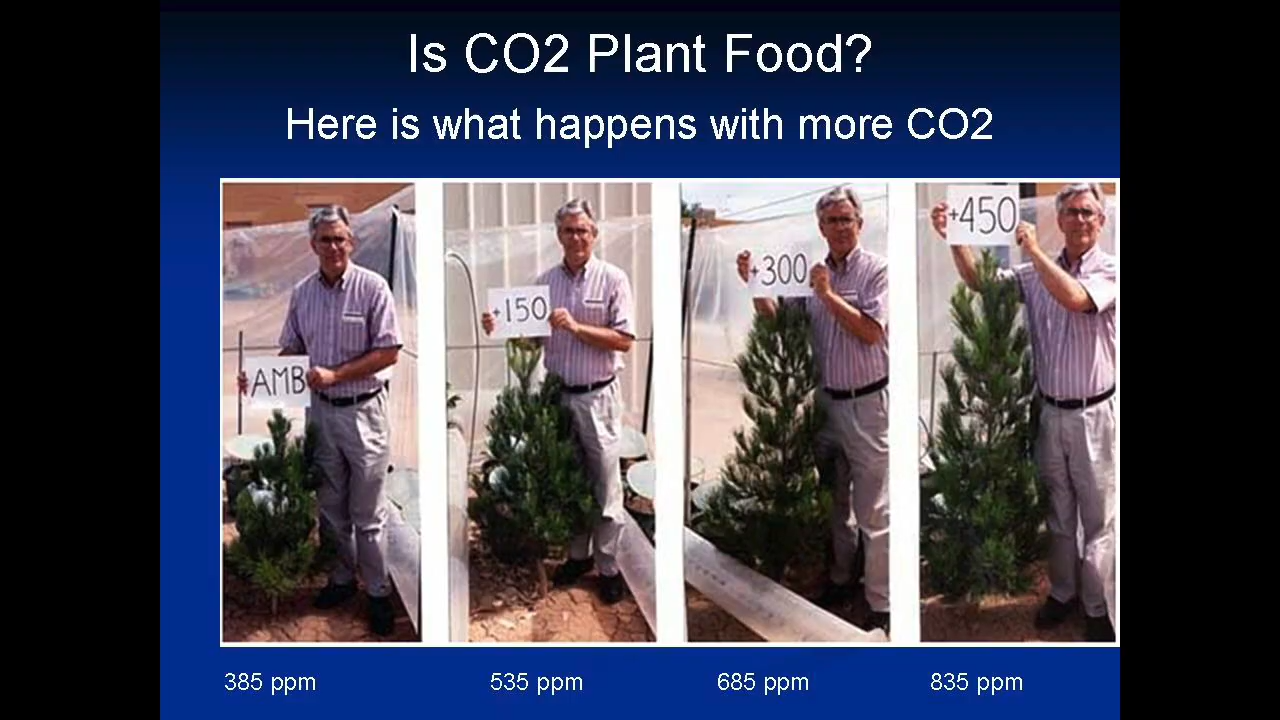 Is CO2 Plant Food?
Here is what happens with more CO2
AMB
+150
+300
+450
385 ppm
535 ppm
685 ppm
835 ppm